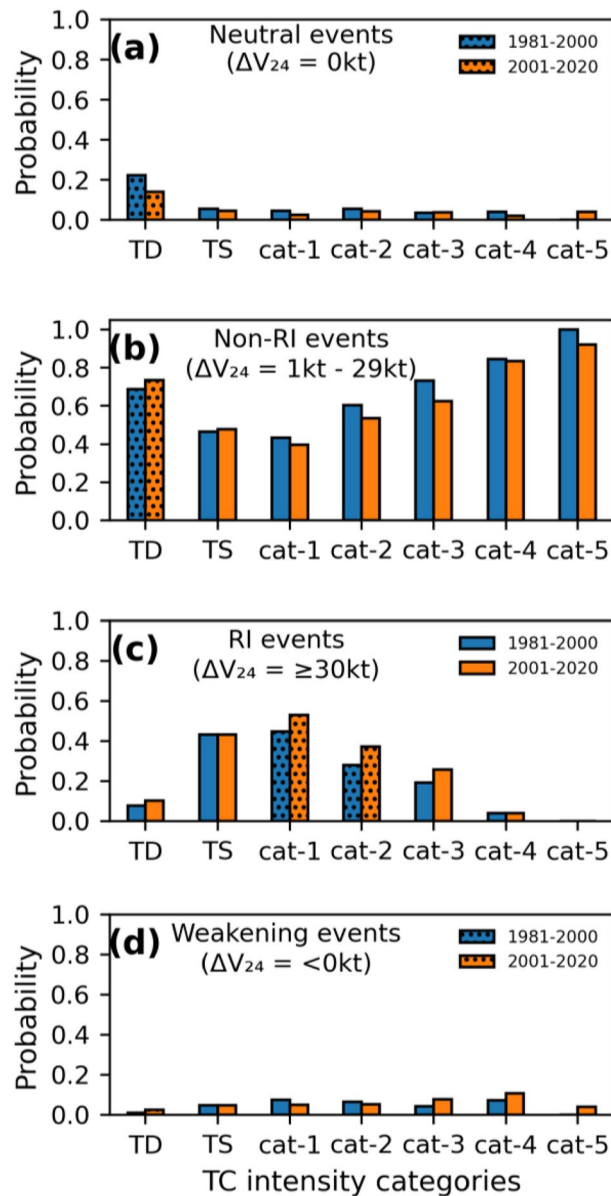 (a) Neutral events
(ΔV₂₄ = 0kt)
1981-2000
2001-2020
Probability
1.0
0.8
0.6
0.4
0.2
0.0
TD TS cat-1 cat-2 cat-3 cat-4 cat-5
(b) Non-RI events
(ΔV₂₄ = 1kt - 29kt)
Probability
1.0
0.8
0.6
0.4
0.2
0.0
TD TS cat-1 cat-2 cat-3 cat-4 cat-5
(c) RI events
(ΔV₂₄ = ≥30kt)
1981-2000
2001-2020
Probability
1.0
0.8
0.6
0.4
0.2
0.0
TD TS cat-1 cat-2 cat-3 cat-4 cat-5
(d) Weakening events
(ΔV₂₄ = <0kt)
1981-2000
2001-2020
Probability
1.0
0.8
0.6
0.4
0.2
0.0
TD TS cat-1 cat-2 cat-3 cat-4 cat-5
TC intensity categories